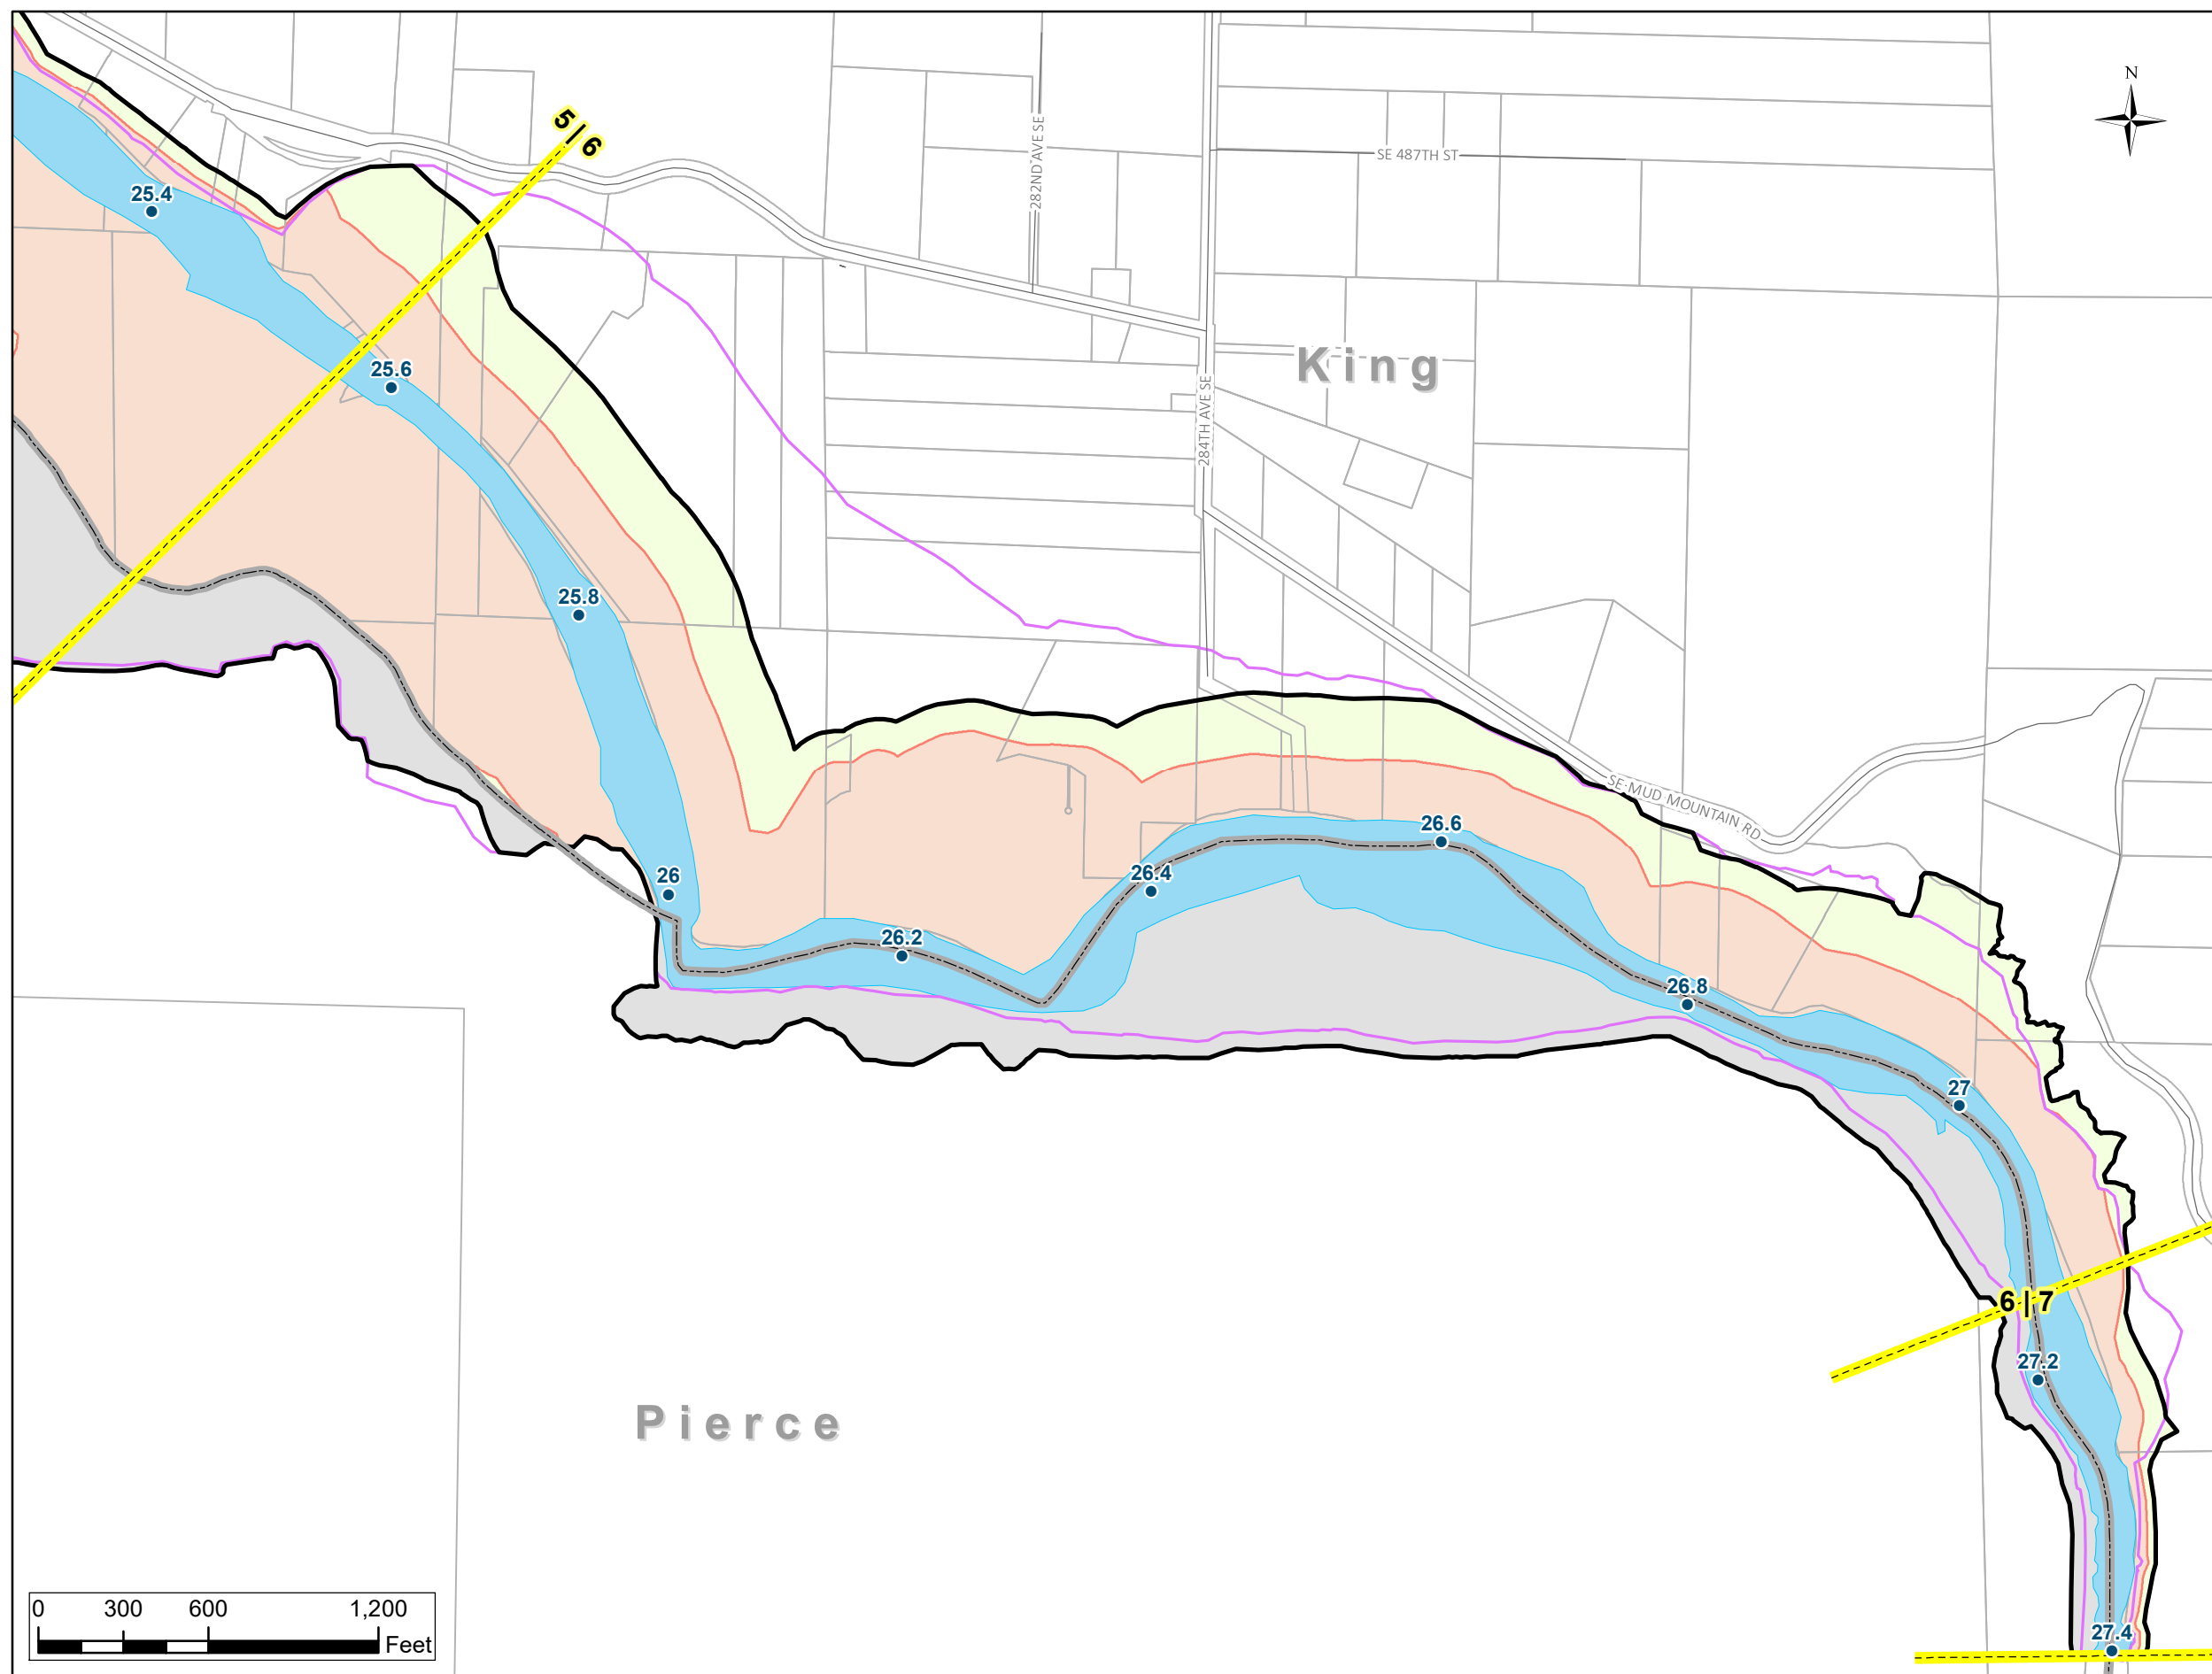 N
5|6
282ND AVE SE
SE 487TH ST
25.4
King
25.6
284TH AVE SE
25.8
SE MUD MOUNTAIN RD
26.6
26
26.4
26.2
26.8
27
6|7
27.2
Pierce
0 300 600 1,200
Feet
27.4